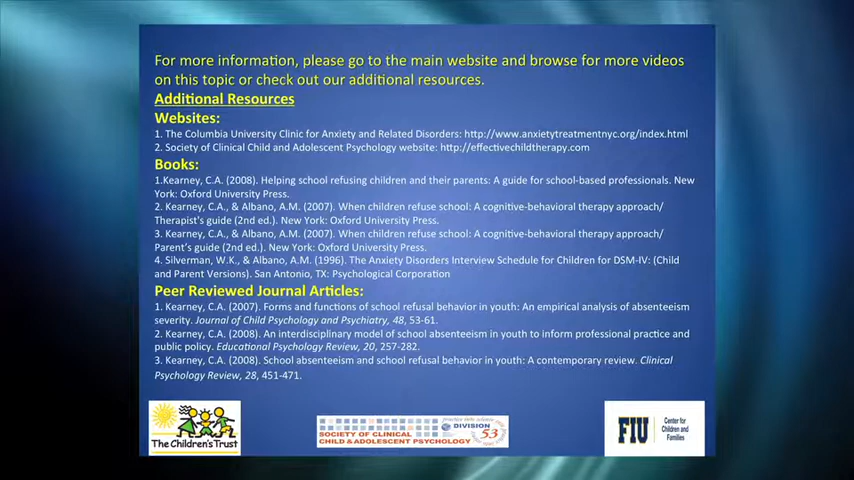 For more information, please go to the main website and browse for more videos
on this topic or check out our additional resources.
Additional Resources
Websites:
1. The Columbia University Clinic for Anxiety and Related Disorders: http://www.anxietytreatmentnyc.org/index.html
2. Society of Clinical Child and Adolescent Psychology website: http://effectivechildtherapy.com
Books:
1.Kearney, C.A. (2008). Helping school refusing children and their parents: A guide for school-based professionals. New
York: Oxford University Press.
2. Kearney, C.A., & Albano, A.M. (2007). When children refuse school: A cognitive-behavioral therapy approach/
Therapist's guide (2nd ed.). New York: Oxford University Press.
3. Kearney, C.A., & Albano, A.M. (2007). When children refuse school: A cognitive-behavioral therapy approach/
Parent's guide (2nd ed.). New York: Oxford University Press.
4. Silverman, W.K., & Albano, A.M. (1996). The Anxiety Disorders Interview Schedule for Children for DSM-IV: (Child
and Parent Versions). San Antonio, TX: Psychological Corporation
Peer Reviewed Journal Articles:
1. Kearney, C.A. (2007). Forms and functions of school refusal behavior in youth: An empirical analysis of absenteeism
severity. Journal of Child Psychology and Psychiatry, 48, 53-61.
2. Kearney, C.A. (2008). An interdisciplinary model of school absenteeism in youth to inform professional practice and
public policy. Educational Psychology Review, 20, 257-282.
3. Kearney, C.A. (2008). School absenteeism and school refusal behavior in youth: A contemporary review. Clinical
Psychology Review, 28, 451-471.
The Children's Trust
DIVISION 53
SOCIETY OF CLINICAL
CHILD & ADOLESCENT PSYCHOLOGY
FIU
Center for
Children and
Families